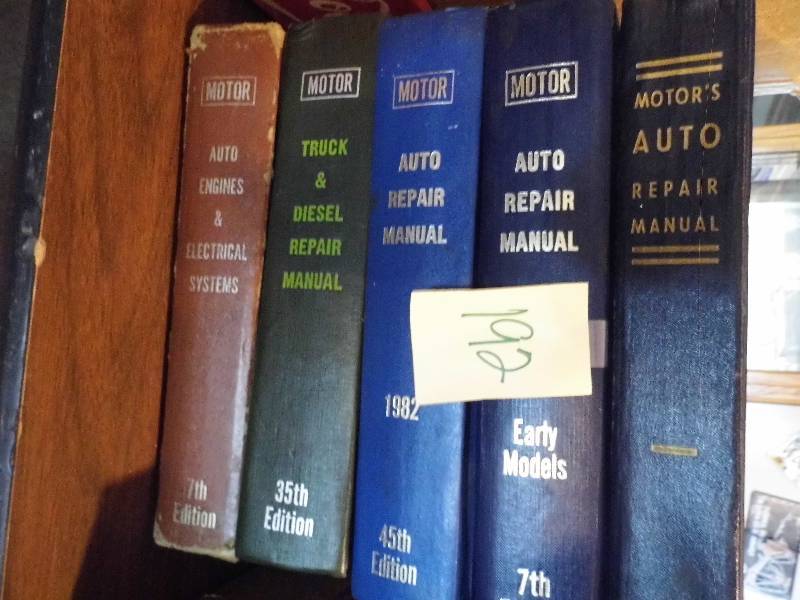 MOTOR
AUTO
ENGINES
&
ELECTRICAL
SYSTEMS
7th
Edition
MOTOR
TRUCK
&
DIESEL
REPAIR
MANUAL
35th
Edition
MOTOR
AUTO
REPAIR
MANUAL
1982
45th
Edition
MOTOR
AUTO
REPAIR
MANUAL
Early
Models
7th
MOTOR'S
AUTO
REPAIR
MANUAL
192